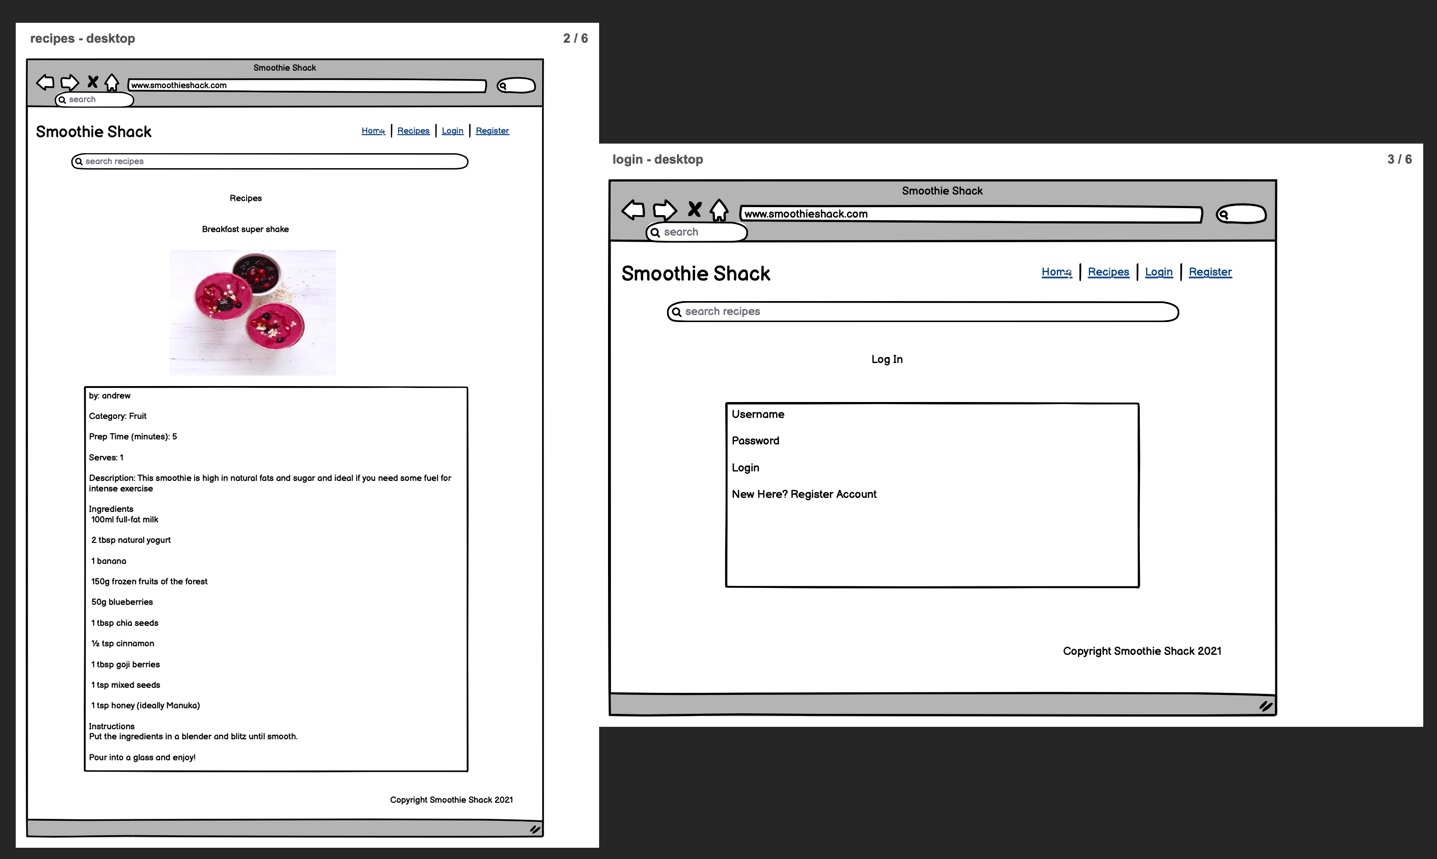 recipes - desktop
2 / 6
Smoothie Shack
www.smoothieshack.com
search
Smoothie Shack
Home
Recipes
Login
Register
search recipes
Recipes
Breakfast super shake
by: andrew
Category: Fruit
Prep Time (minutes): 5
Serves: 1
Description: This smoothie is high in natural fats and sugar and ideal if you need some fuel for
intense exercise
Ingredients
100ml full-fat milk
2 tbsp natural yogurt
1 banana
150g frozen fruits of the forest
50g blueberries
1 tbsp chia seeds
½ tsp cinnamon
1 tbsp goji berries
1 tsp mixed seeds
1 tsp honey (ideally Manuka)
Instructions
Put the ingredients in a blender and blitz until smooth.
Pour into a glass and enjoy!
Copyright Smoothie Shack 2021
login - desktop
3 / 6
Smoothie Shack
www.smoothieshack.com
search
Smoothie Shack
Home
Recipes
Login
Register
search recipes
Log In
Username
Password
Login
New Here? Register Account
Copyright Smoothie Shack 2021